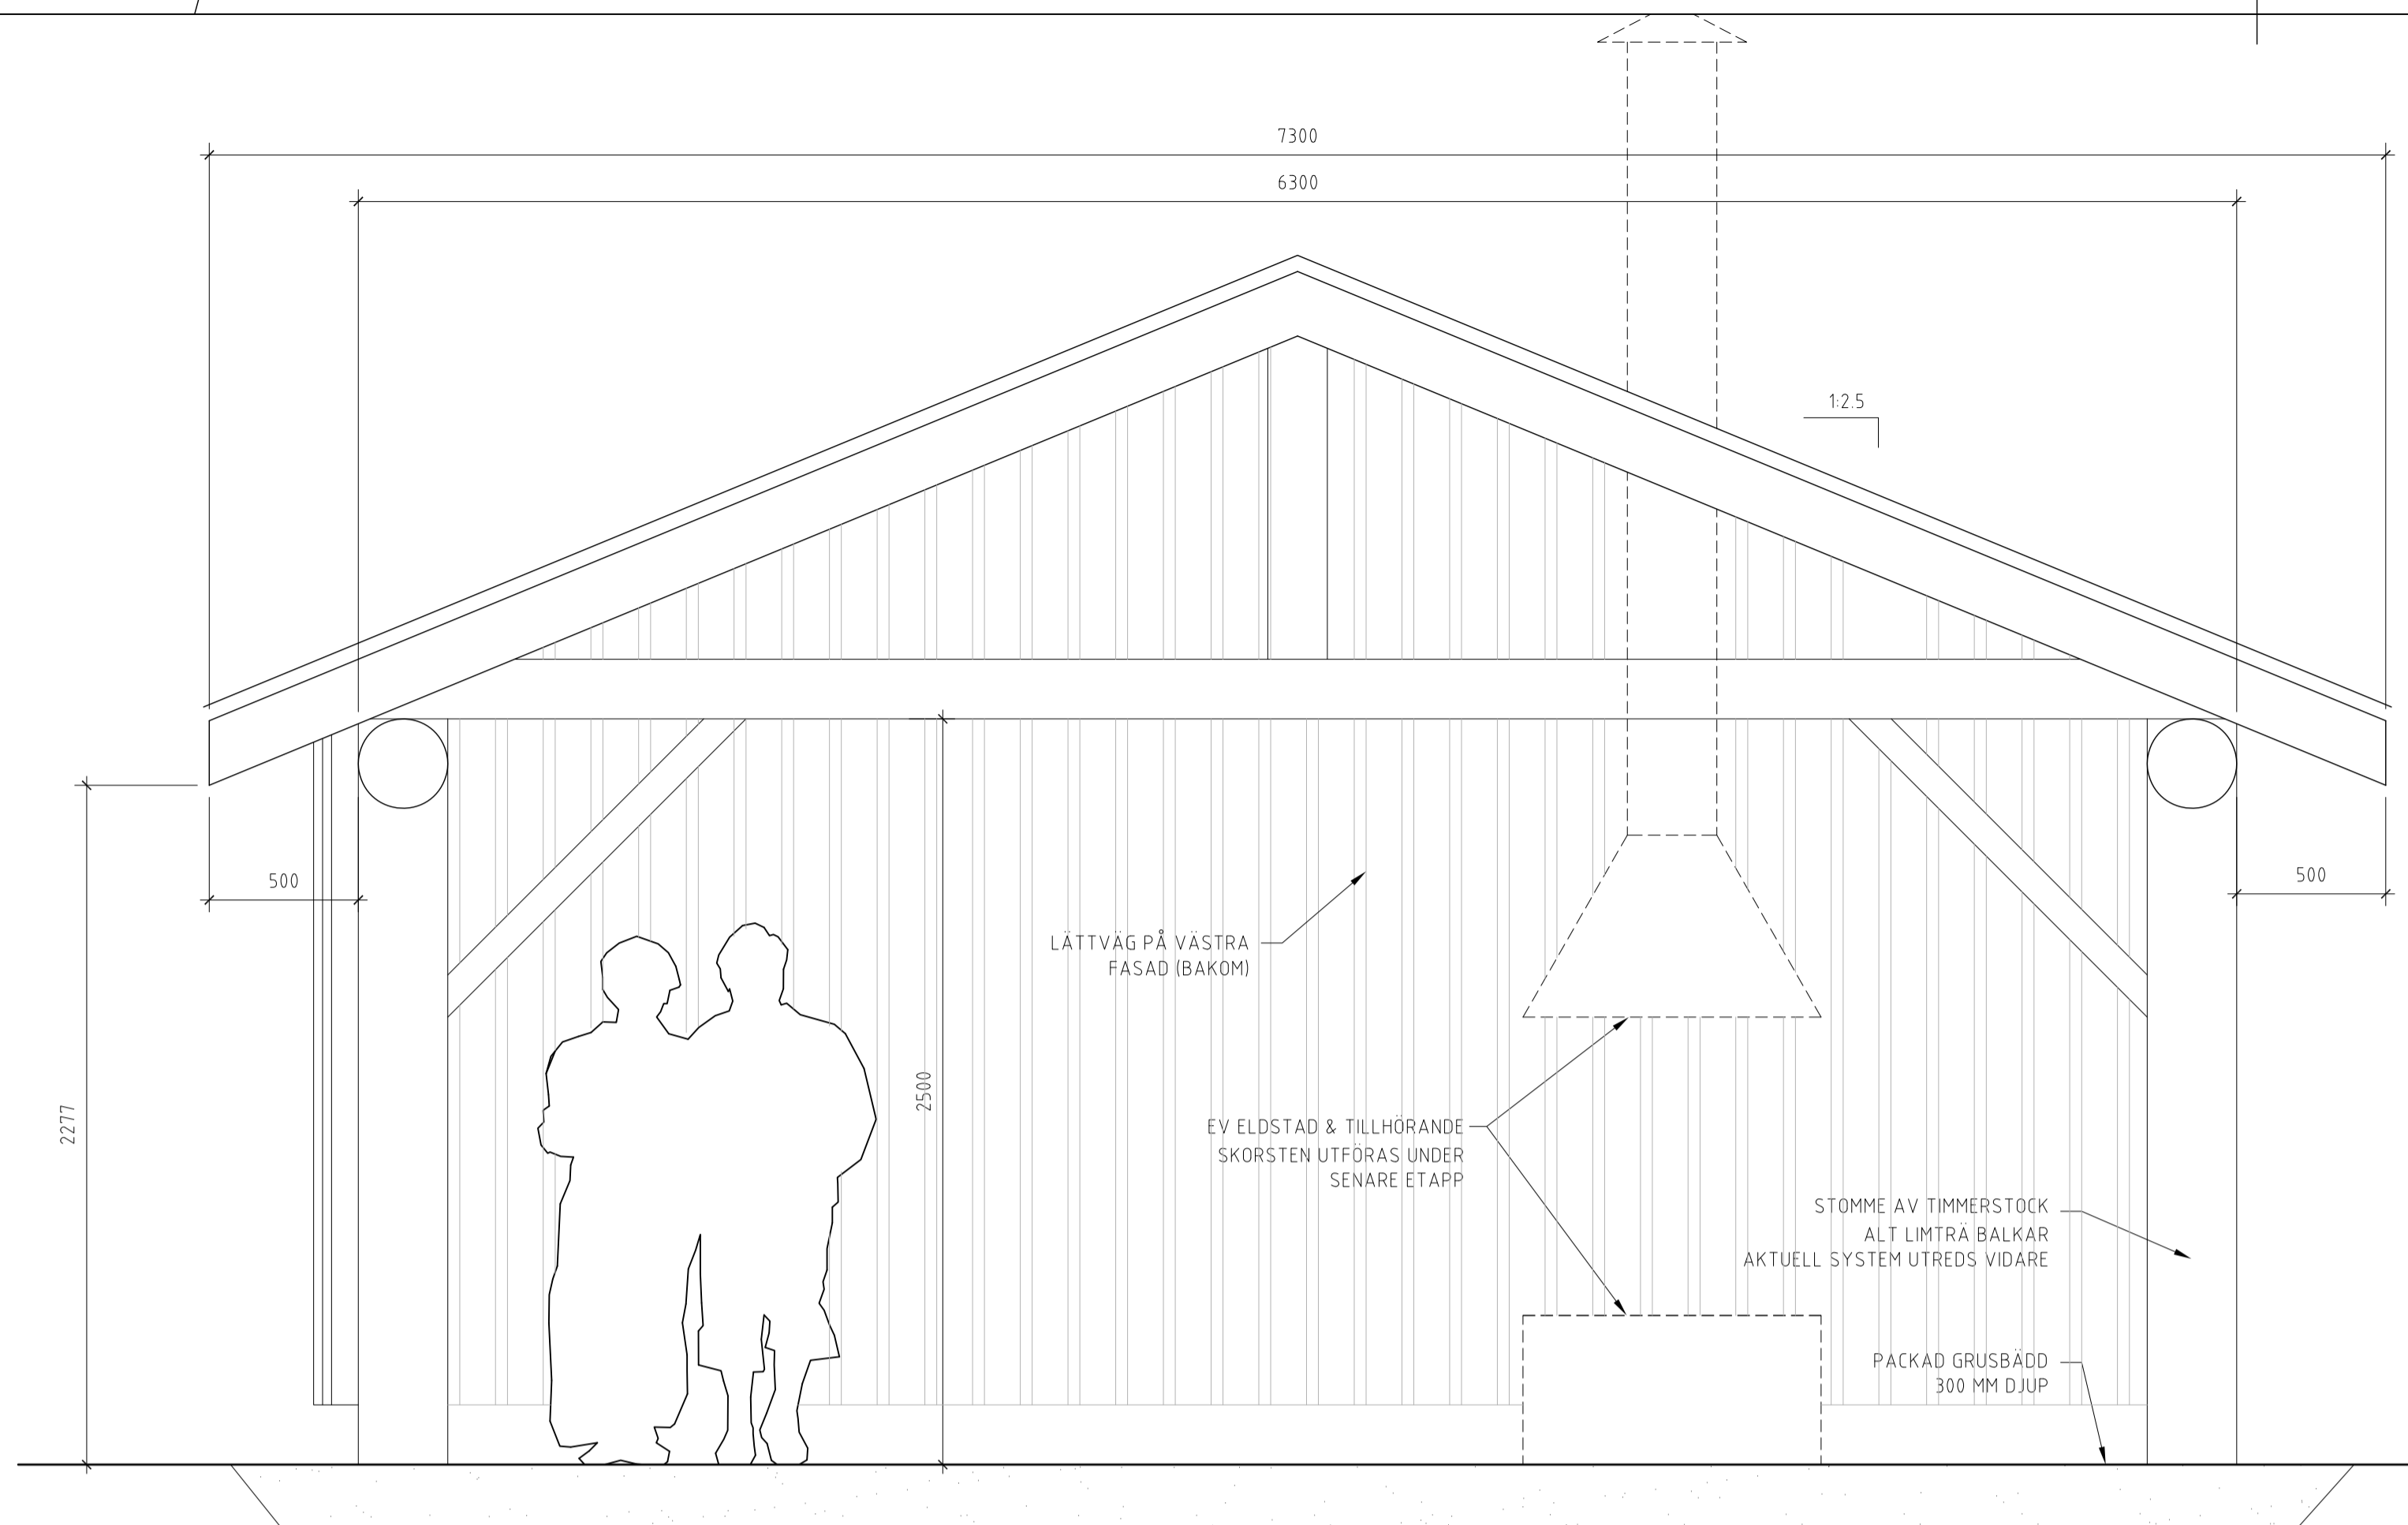 7300
6300
1:2.5
500
500
LÄTTVÄG PÅ VÄSTRA
FASAD (BAKOM)
2277
2500
EV ELDSTAD & TILLHÖRANDE
SKORSTEN UTFÖRAS UNDER
SENARE ETAPP
STOMME AV TIMMERSTOCK
ALT LIMTRÄ BALKAR
AKTUELL SYSTEM UTREDS VIDARE
PACKAD GRUSBÄDD
300 MM DJUP